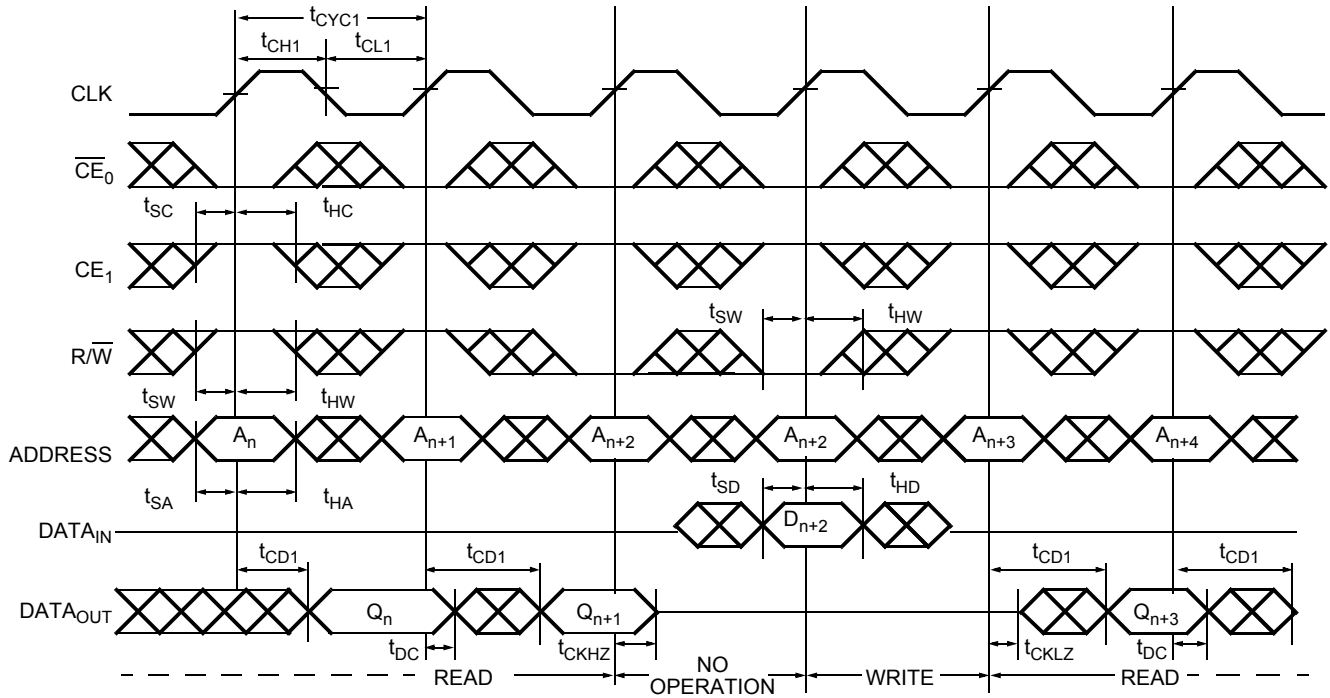 tCYC1
tCH1 tCL1
CLK
CE0
tSC tHC
CE1
tSW tHW
R/W
tSW tHW
ADDRESS An An+1 An+2 An+2 An+3 An+4
tSA tHA tSD tHD
DATAIN Dn+2
tCD1 tCD1 tCD1 tCD1
DATAOUT Qn Qn+1 Qn+3
tDC tCKHZ tCKLZ tDC
READ NO OPERATION WRITE READ